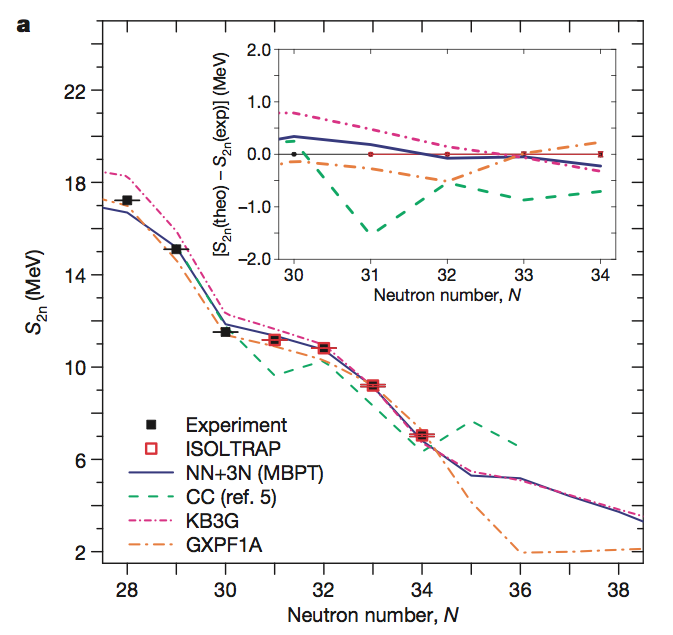 a
S2n (MeV)
22
18
14
10
6
2
[S2n(theo) – S2n(exp)] (MeV)
2.0
1.0
0.0
–1.0
–2.0
30 31 32 33 34
Neutron number, N
Experiment
ISOLTRAP
NN+3N (MBPT)
CC (ref. 5)
KB3G
GXPF1A
28 30 32 34 36 38
Neutron number, N